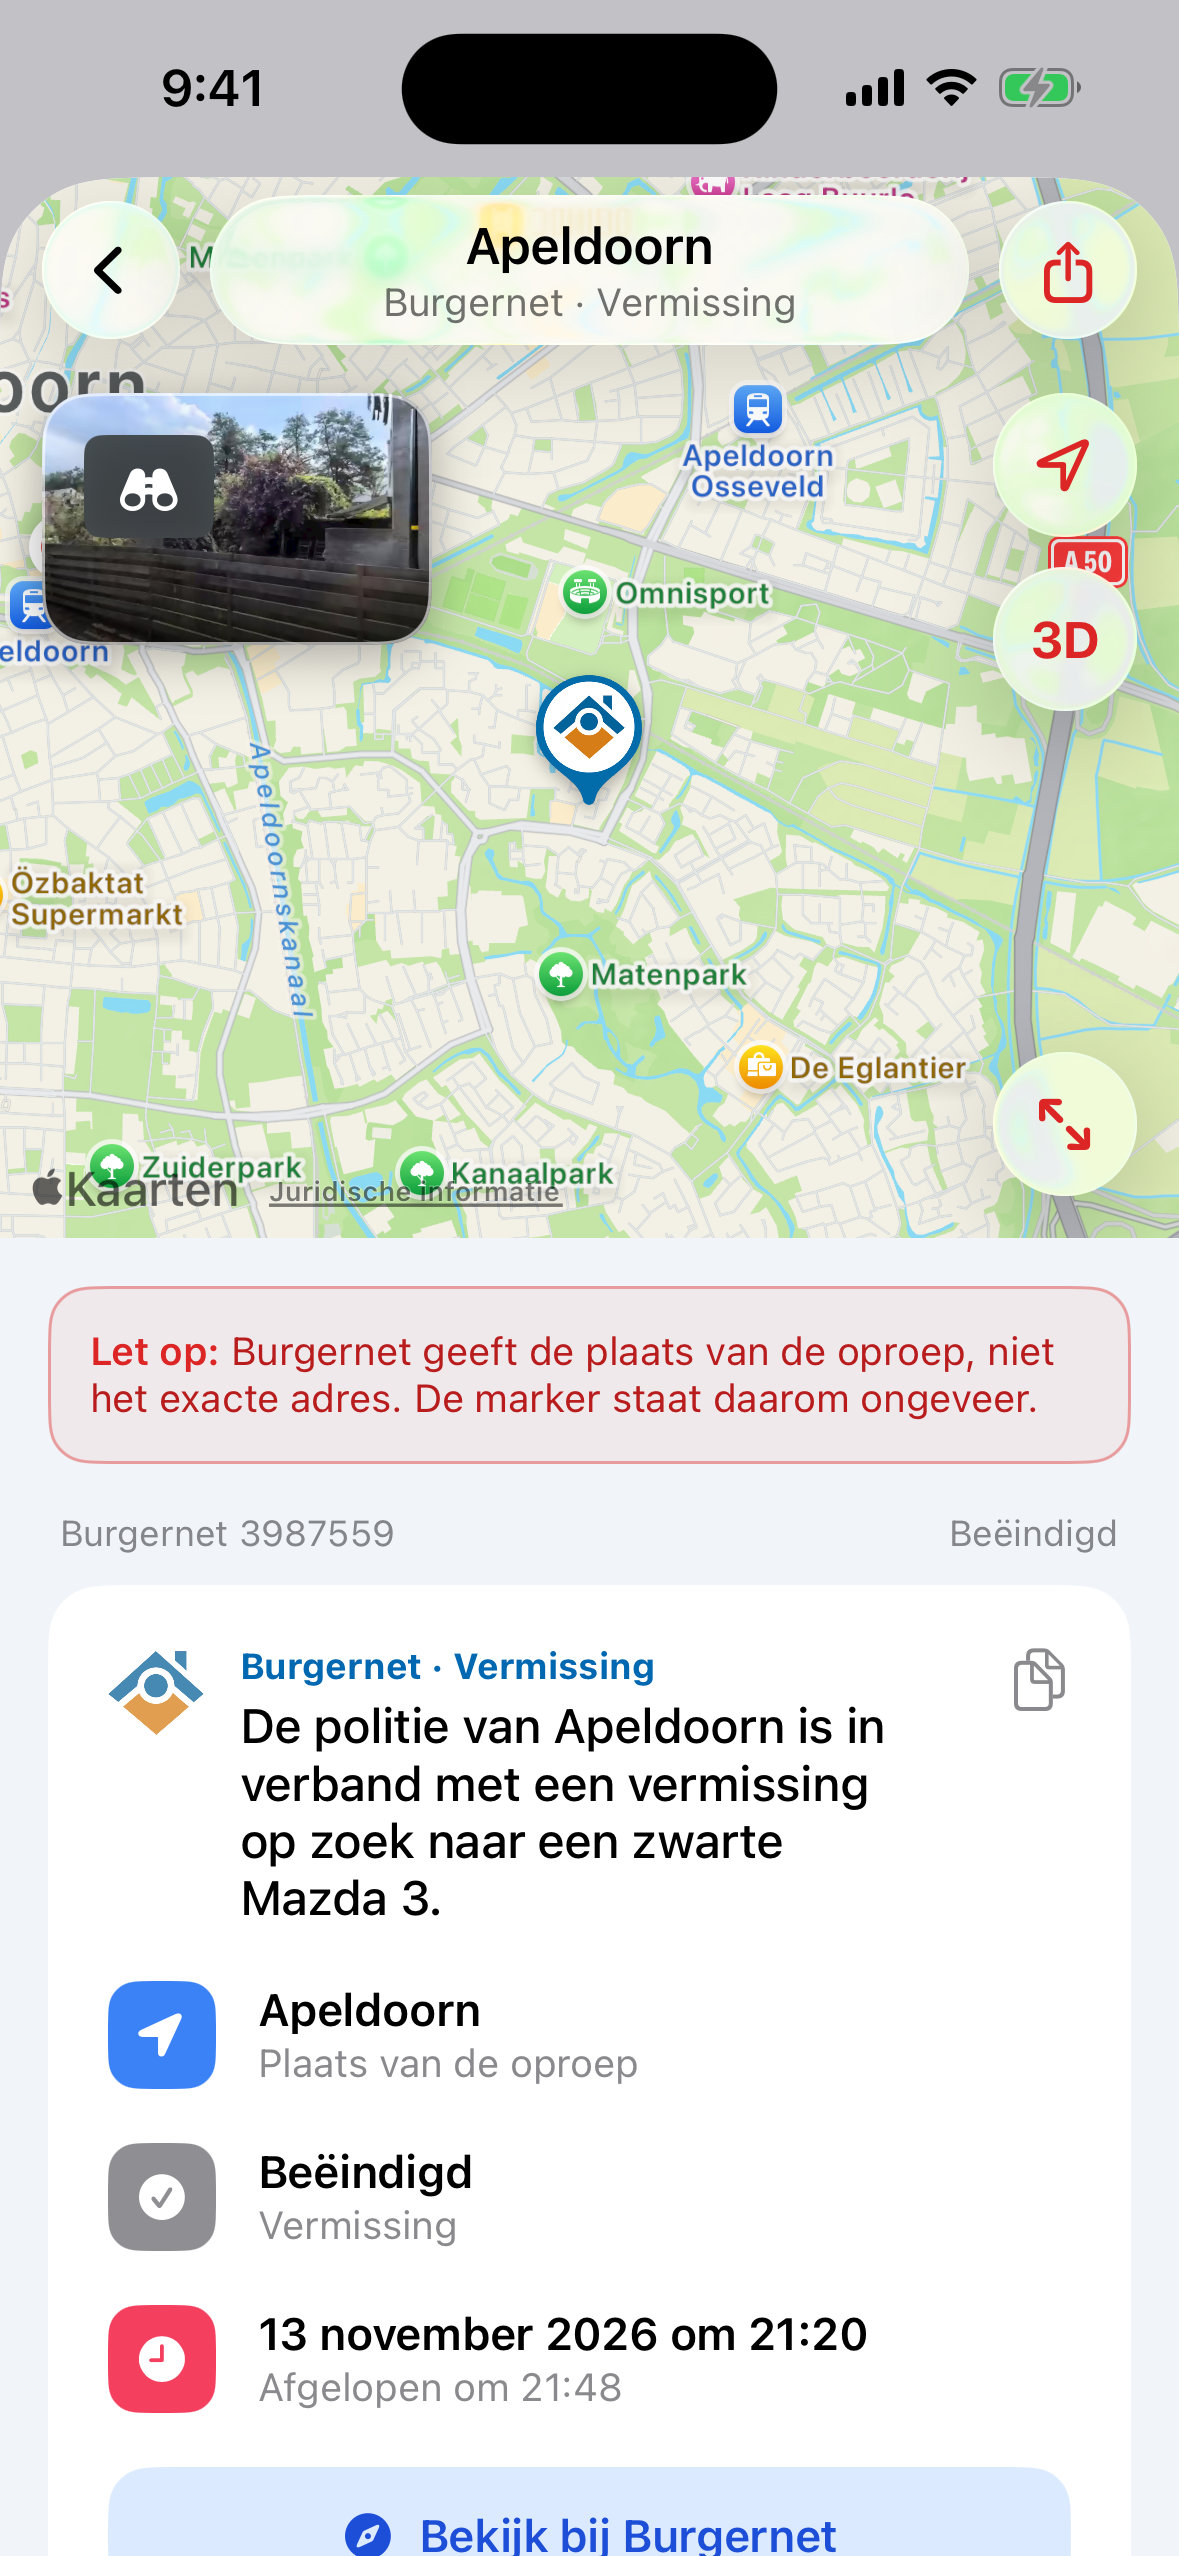 9:41
Apeldoorn
Burgernet · Vermissing
oorn
Apeldoorn
Osseveld
A50
Omnisport
3D
eldoorn
Apeldoornskanaal
Özbaktat
Supermarkt
Matenpark
De Eglantier
Zuiderpark
Kanaalpark
Kaarten
Juridische informatie
Let op: Burgernet geeft de plaats van de oproep, niet
het exacte adres. De marker staat daarom ongeveer.
Burgernet 3987559
Beëindigd
Burgernet · Vermissing
De politie van Apeldoorn is in
verband met een vermissing
op zoek naar een zwarte
Mazda 3.
Apeldoorn
Plaats van de oproep
Beëindigd
Vermissing
13 november 2026 om 21:20
Afgelopen om 21:48
Bekijk bij Burgernet